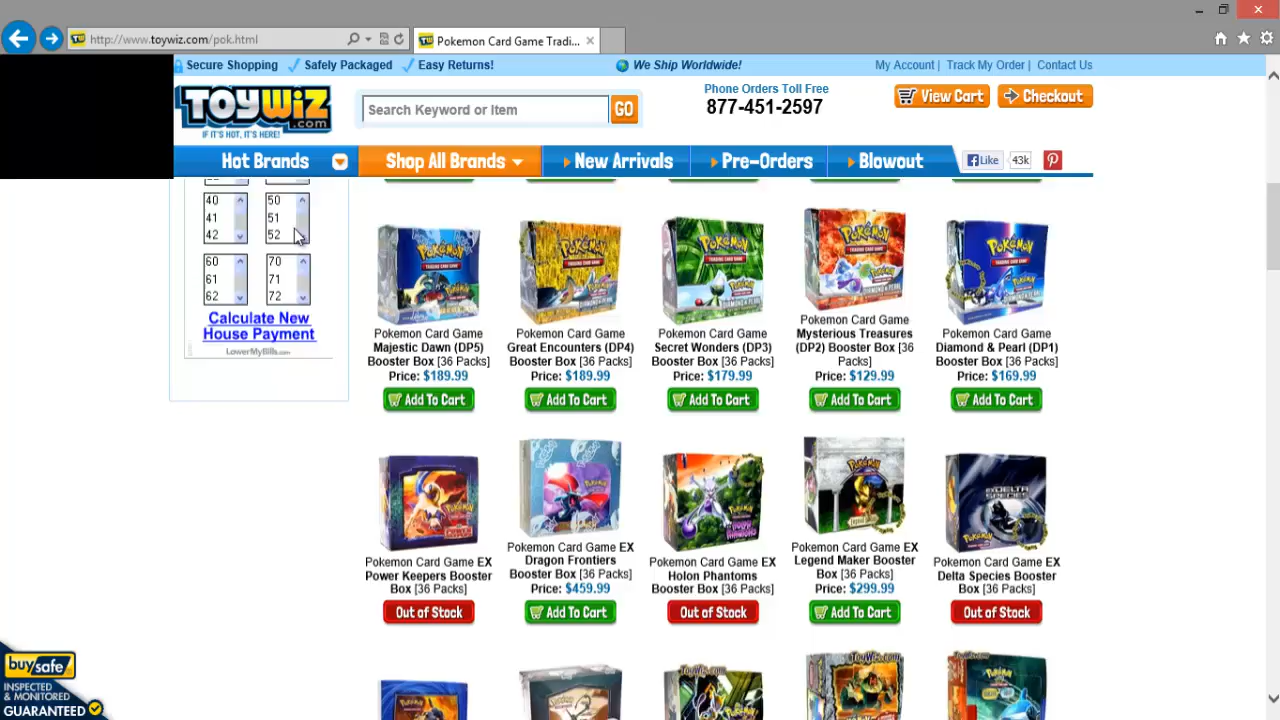 http://www.toywiz.com/pok.html
Pokemon Card Game Tradi...
Secure Shopping
Safely Packaged
Easy Returns!
We Ship Worldwide!
My Account | Track My Order | Contact Us
TOYWIZ
.com
IF IT'S HOT, IT'S HERE!
Search Keyword or Item
GO
Phone Orders Toll Free
877-451-2597
View Cart
Checkout
Hot Brands
Shop All Brands
New Arrivals
Pre-Orders
Blowout
Like
43k
40
41
42
50
51
52
60
61
62
70
71
72
Calculate New
House Payment
LowerMyBills.com
Pokemon Card Game
Majestic Dawn (DP5)
Booster Box [36 Packs]
Price: $189.99
Add To Cart
Pokemon Card Game
Great Encounters (DP4)
Booster Box [36 Packs]
Price: $189.99
Add To Cart
Pokemon Card Game
Secret Wonders (DP3)
Booster Box [36 Packs]
Price: $179.99
Add To Cart
Pokemon Card Game
Mysterious Treasures
(DP2) Booster Box [36
Packs]
Price: $129.99
Add To Cart
Pokemon Card Game
Diamond & Pearl (DP1)
Booster Box [36 Packs]
Price: $169.99
Add To Cart
Pokemon Card Game EX
Power Keepers Booster
Box [36 Packs]
Out of Stock
Pokemon Card Game EX
Dragon Frontiers
Booster Box [36 Packs]
Price: $459.99
Add To Cart
Pokemon Card Game EX
Holon Phantoms
Booster Box [36 Packs]
Out of Stock
Pokemon Card Game EX
Legend Maker Booster
Box [36 Packs]
Price: $299.99
Add To Cart
Pokemon Card Game EX
Delta Species Booster
Box [36 Packs]
Out of Stock
buySafe
INSPECTED
& MONITORED
GUARANTEED